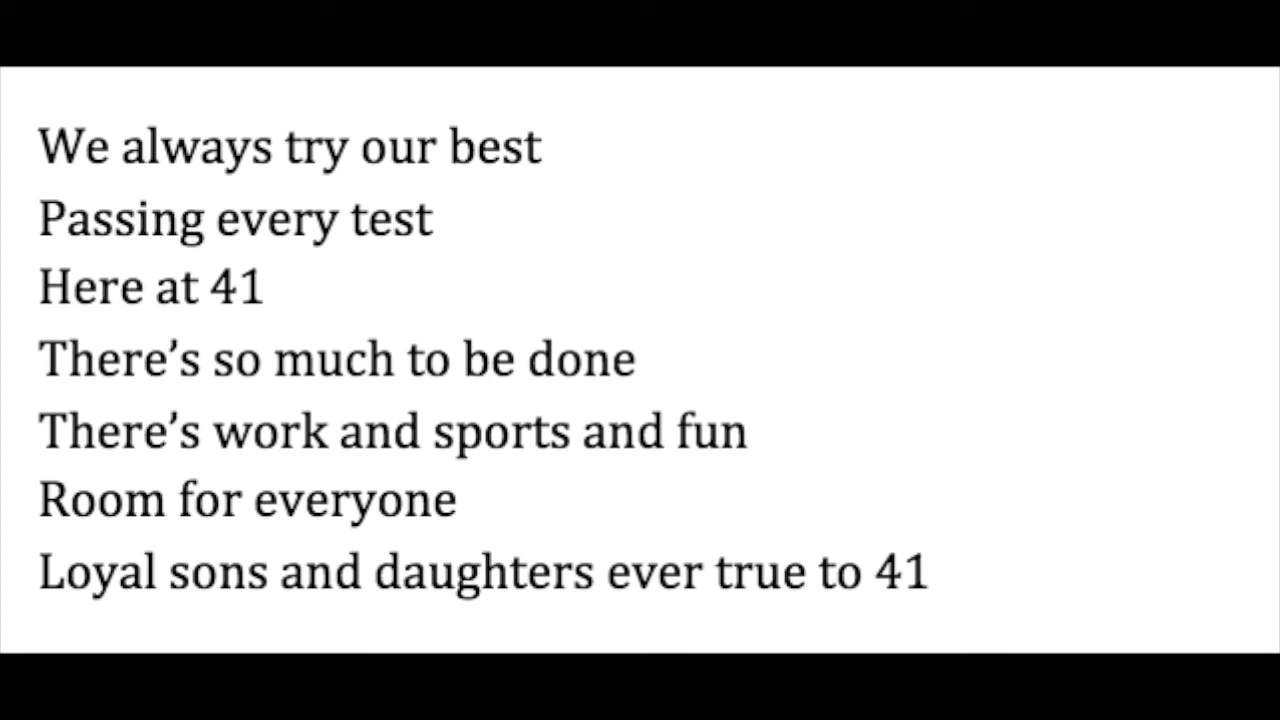 We always try our best
Passing every test
Here at 41
There’s so much to be done
There’s work and sports and fun
Room for everyone
Loyal sons and daughters ever true to 41